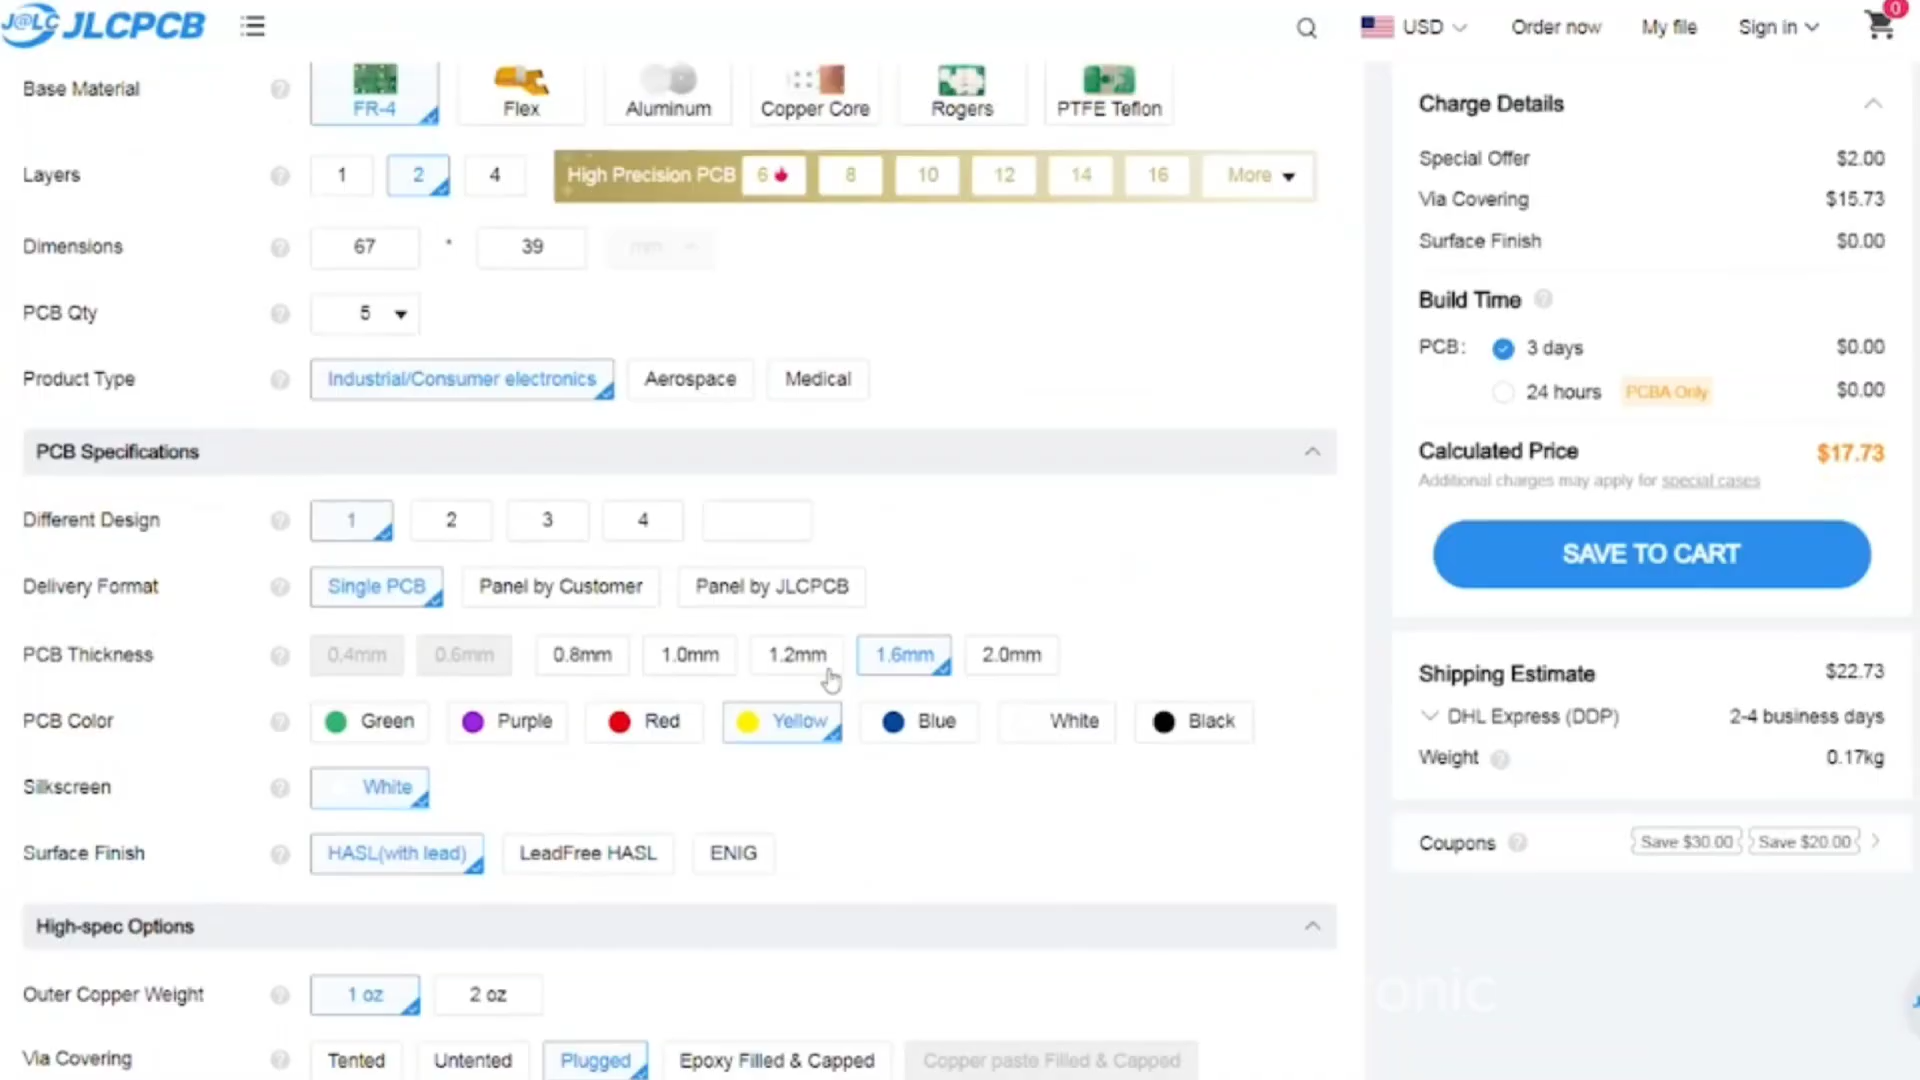 J@LC JLCPCB
USD
Order now
My file
Sign in
0
Base Material
FR-4
Flex
Aluminum
Copper Core
Rogers
PTFE Teflon
Layers
1
2
4
High Precision PCB
6
8
10
12
14
16
More
Dimensions
67
*
39
mm
PCB Qty
5
Product Type
Industrial/Consumer electronics
Aerospace
Medical
PCB Specifications
Different Design
1
2
3
4
Delivery Format
Single PCB
Panel by Customer
Panel by JLCPCB
PCB Thickness
0.4mm
0.6mm
0.8mm
1.0mm
1.2mm
1.6mm
2.0mm
PCB Color
Green
Purple
Red
Yellow
Blue
White
Black
Silkscreen
White
Surface Finish
HASL(with lead)
LeadFree HASL
ENIG
High-spec Options
Outer Copper Weight
1 oz
2 oz
Via Covering
Tented
Untented
Plugged
Epoxy Filled & Capped
Copper paste Filled & Capped
Charge Details
Special Offer $2.00
Via Covering $15.73
Surface Finish $0.00
Build Time
PCB: 3 days $0.00
24 hours PCBA Only $0.00
Calculated Price $17.73
Additional charges may apply for special cases
SAVE TO CART
Shipping Estimate $22.73
DHL Express (DDP) 2-4 business days
Weight 0.17kg
Coupons Save $30.00 Save $20.00
onic